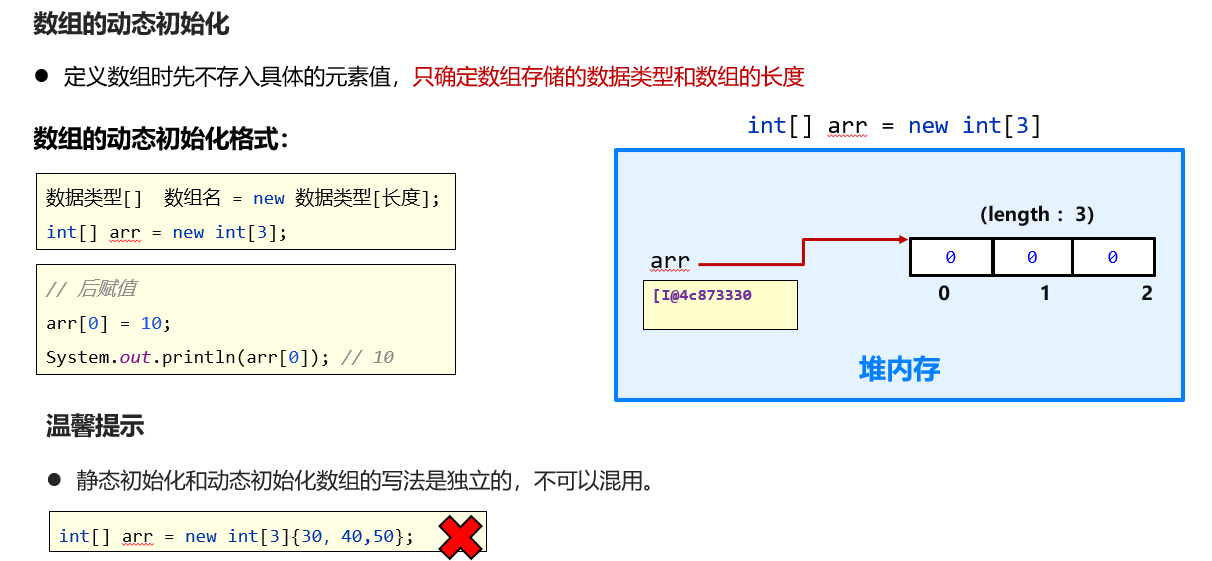 数组的动态初始化
● 定义数组时先不存入具体的元素值，只确定数组存储的数据类型和数组的长度
数组的动态初始化格式：
数据类型[]  数组名 = new 数据类型[长度];
int[] arr = new int[3];
// 后赋值
arr[0] = 10;
System.out.println(arr[0]); // 10
int[] arr = new int[3]
(length：3)
arr
0 0 0
[I@4c873330
0 1 2
堆内存
温馨提示
● 静态初始化和动态初始化数组的写法是独立的，不可以混用。
int[] arr = new int[3]{30, 40,50};